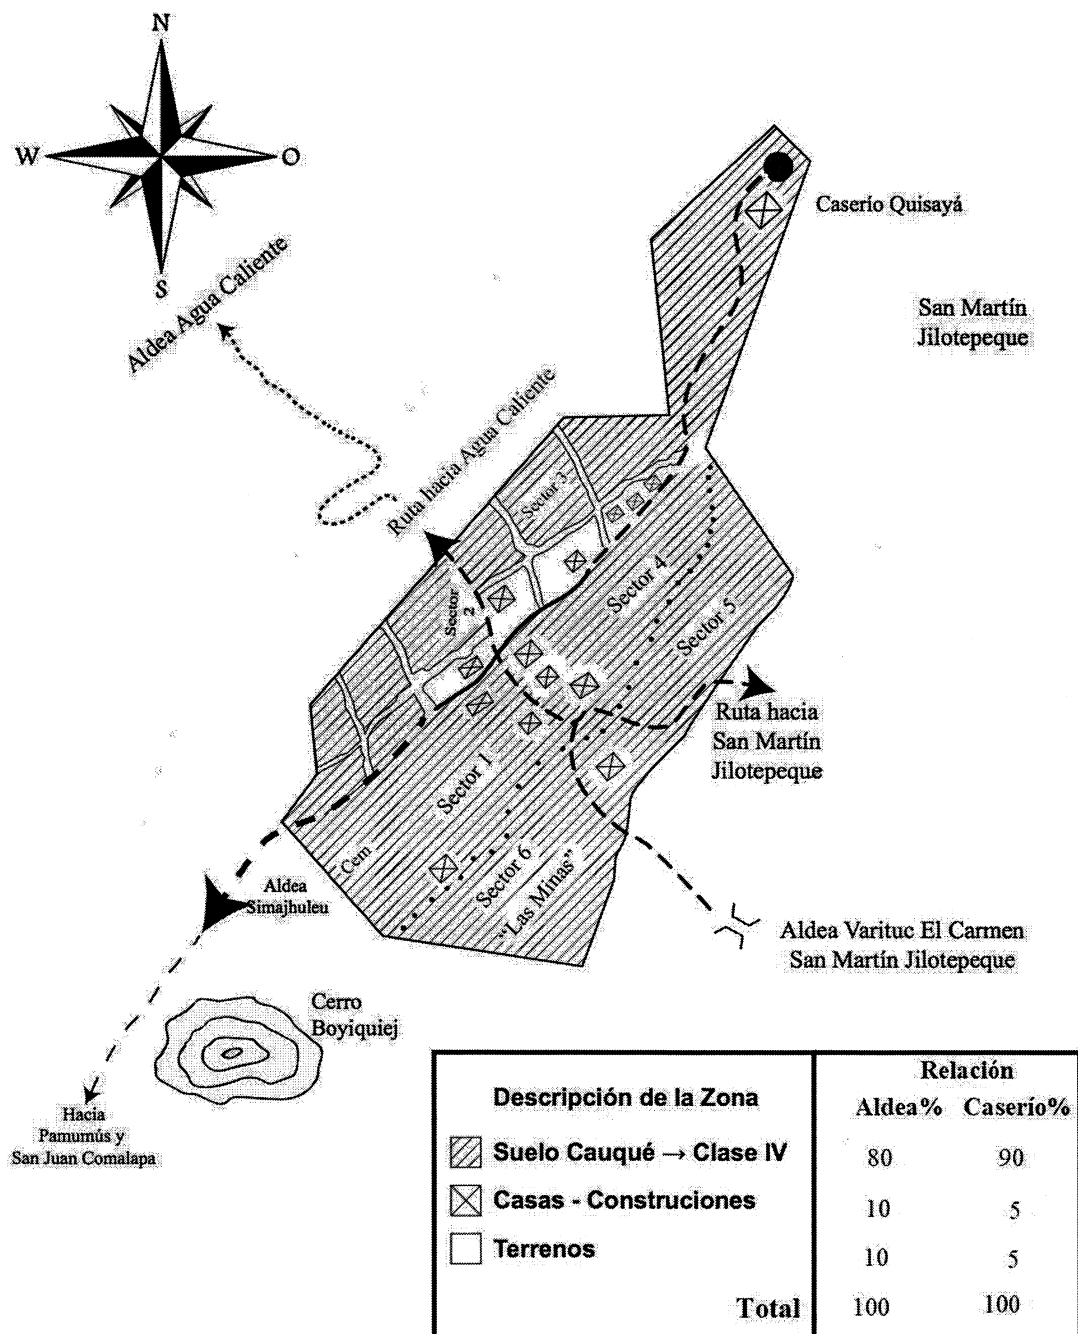 N
W
O
S
Aldea Agua Caliente
Caserío Quisayá
San Martín
Jilotepeque
Ruta hacia Agua Caliente
Sector 3
Sector
2
Sector 4
Sector 5
Ruta hacia
San Martín
Jilotepeque
Sector 1
Cem
Sector 6
“Las Minas”
Aldea
Simajhuleu
Aldea Varituc El Carmen
San Martín Jilotepeque
Cerro
Boyiquiej
Hacia
Pamumús y
San Juan Comalapa
Descripción de la Zona
Relación
Aldea% Caserío%
Suelo Cauqué → Clase IV 80 90
Casas - Construciones 10 5
Terrenos 10 5
Total 100 100